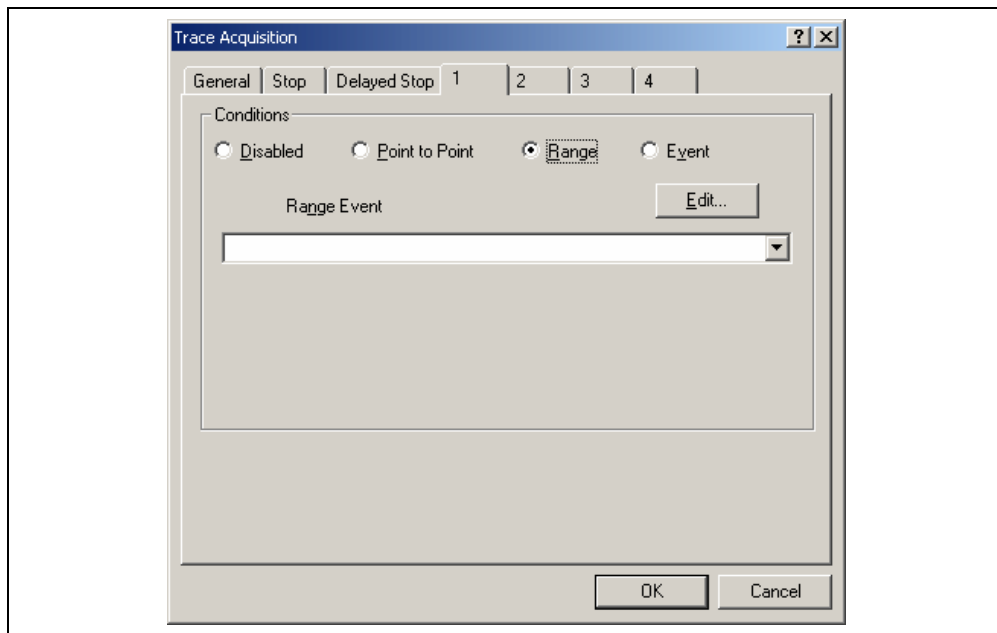 Trace Acquisition
General Stop Delayed Stop 1 2 3 4
Conditions
Disabled Point to Point Range Event
Range Event Edit...
OK Cancel